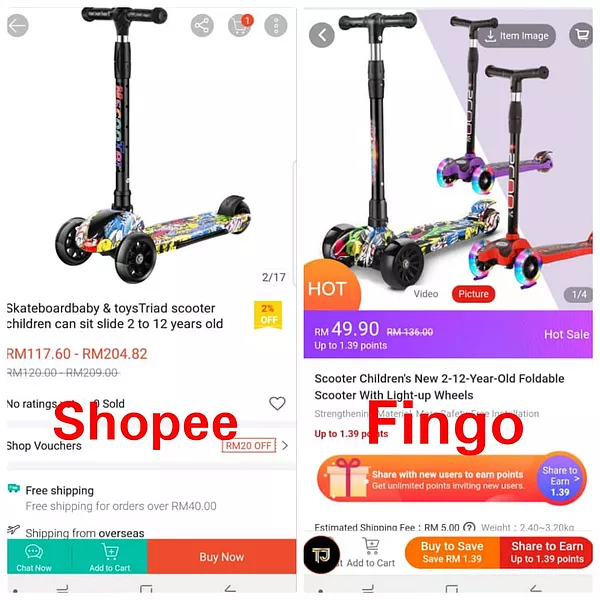 SCOOTER
1
2/17
Skateboardbaby & toysTriad scooter
children can sit slide 2 to 12 years old
2%
OFF
RM117.60 - RM204.82
RM120.00 - RM209.00
No ratings
0 Sold
Shopee
Shop Vouchers
RM20 OFF
Free shipping
Free shipping for orders over RM40.00
Shipping from overseas
Chat Now
Add to Cart
Buy Now
Item Image
HOT
Video
Picture
1/4
RM 49.90 RM 136.00
Up to 1.39 points
Hot Sale
Scooter Children's New 2-12-Year-Old Foldable
Scooter With Light-up Wheels
Strengthening Material, More Safety, Free Installation
Fingo
Up to 1.39 points
Share with new users to earn points
Get unlimited points inviting new users.
Share to
Earn
1.39
Estimated Shipping Fee : RM 5.00 Weight : 2.40~3.20kg
TJ
Add to Cart
Buy to Save
Save RM 1.39
Share to Earn
Up to 1.39 points